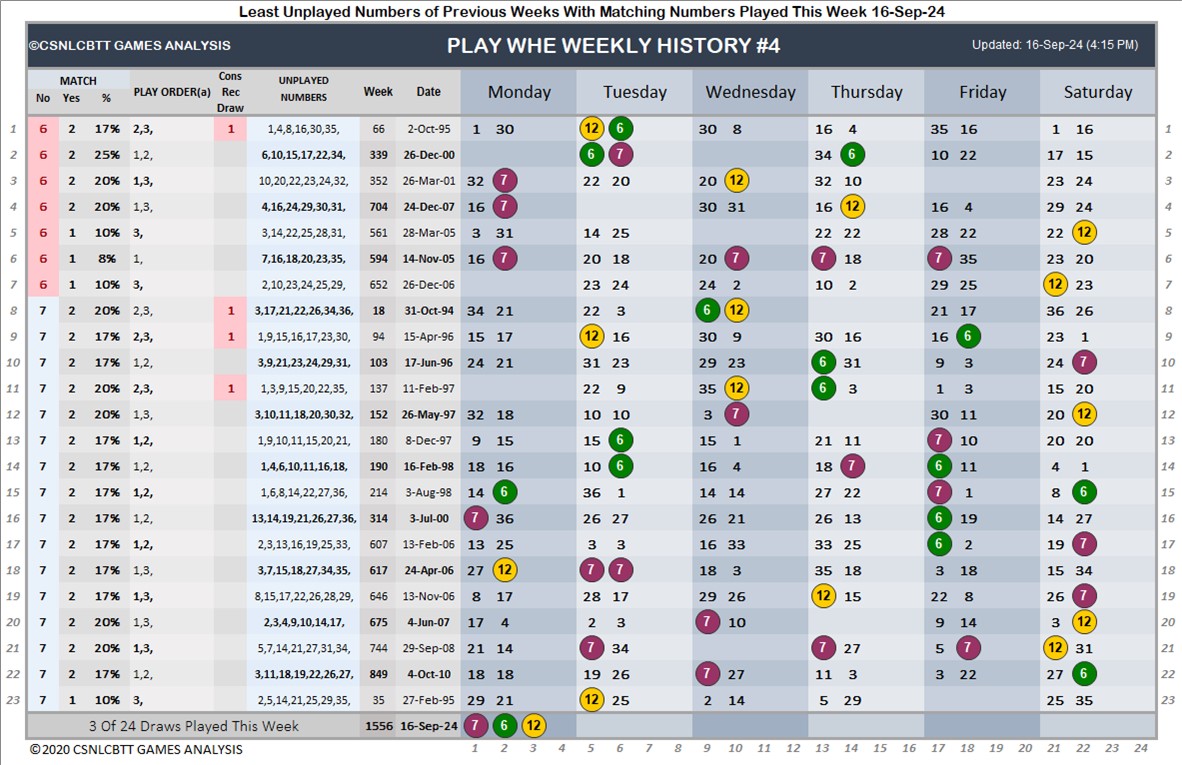 Least Unplayed Numbers of Previous Weeks With Matching Numbers Played This Week 16-Sep-24
©CSNLCBTT GAMES ANALYSIS PLAY WHE WEEKLY HISTORY #4 Updated: 16-Sep-24 (4:15 PM)
MATCH PLAY ORDER(a) Cons Rec Draw UNPLAYED NUMBERS Week Date Monday Tuesday Wednesday Thursday Friday Saturday
No Yes %
1 6 2 17% 2,3, 1 1,4,8,16,30,35, 66 2-Oct-95 1 30 12 6 30 8 16 4 35 16 1 16 1
2 6 2 25% 1,2, 6,10,15,17,22,34, 339 26-Dec-00 6 7 34 6 10 22 17 15 2
3 6 2 20% 1,3, 10,20,22,23,24,32, 352 26-Mar-01 32 7 22 20 20 12 32 10 23 24 3
4 6 2 20% 1,3, 4,16,24,29,30,31, 704 24-Dec-07 16 7 30 31 16 12 16 4 29 24 4
5 6 1 10% 3, 3,14,22,25,28,31, 561 28-Mar-05 3 31 14 25 22 22 28 22 22 12 5
6 6 1 8% 1, 7,16,18,20,23,35, 594 14-Nov-05 16 7 20 18 20 7 7 18 7 35 23 20 6
7 6 1 10% 3, 2,10,23,24,25,29, 652 26-Dec-06 23 24 24 2 10 2 29 25 12 23 7
8 7 2 20% 2,3, 1 3,17,21,22,26,34,36, 18 31-Oct-94 34 21 22 3 6 12 21 17 36 26 8
9 7 2 17% 2,3, 1 1,9,15,16,17,23,30, 94 15-Apr-96 15 17 12 16 30 9 30 16 16 6 23 1 9
10 7 2 17% 1,2, 3,9,21,23,24,29,31, 103 17-Jun-96 24 21 31 23 29 23 6 31 9 3 24 7 10
11 7 2 20% 2,3, 1 1,3,9,15,20,22,35, 137 11-Feb-97 22 9 35 12 6 3 1 3 15 20 11
12 7 2 20% 1,3, 3,10,11,18,20,30,32, 152 26-May-97 32 18 10 10 3 7 30 11 20 12 12
13 7 2 17% 1,2, 1,9,10,11,15,20,21, 180 8-Dec-97 9 15 15 6 15 1 21 11 7 10 20 20 13
14 7 2 17% 1,2, 1,4,6,10,11,16,18, 190 16-Feb-98 18 16 10 6 16 4 18 7 6 11 4 1 14
15 7 2 17% 1,2, 1,6,8,14,22,27,36, 214 3-Aug-98 14 6 36 1 14 14 27 22 7 1 8 6 15
16 7 2 17% 1,2, 13,14,19,21,26,27,36, 314 3-Jul-00 7 36 26 27 26 21 26 13 6 19 14 27 16
17 7 2 17% 1,2, 2,3,13,16,19,25,33, 607 13-Feb-06 13 25 3 3 16 33 33 25 6 2 19 7 17
18 7 2 17% 1,3, 3,7,15,18,27,34,35, 617 24-Apr-06 27 12 7 7 18 3 35 18 3 18 15 34 18
19 7 2 17% 1,3, 8,15,17,22,26,28,29, 646 13-Nov-06 8 17 28 17 29 26 12 15 22 8 26 7 19
20 7 2 20% 1,3, 2,3,4,9,10,14,17, 675 4-Jun-07 17 4 2 3 7 10 9 14 3 12 20
21 7 2 20% 1,3, 5,7,14,21,27,31,34, 744 29-Sep-08 21 14 7 34 7 27 5 7 12 31 21
22 7 2 17% 1,2, 3,11,18,19,22,26,27, 849 4-Oct-10 18 18 19 26 7 27 11 3 3 22 27 6 22
23 7 1 10% 3, 2,5,14,21,25,29,35, 35 27-Feb-95 29 21 12 25 2 14 5 29 25 35 23
3 Of 24 Draws Played This Week 1556 16-Sep-24 7 6 12
© 2020 CSNLCBTT GAMES ANALYSIS 1 2 3 4 5 6 7 8 9 10 11 12 13 14 15 16 17 18 19 20 21 22 23 24